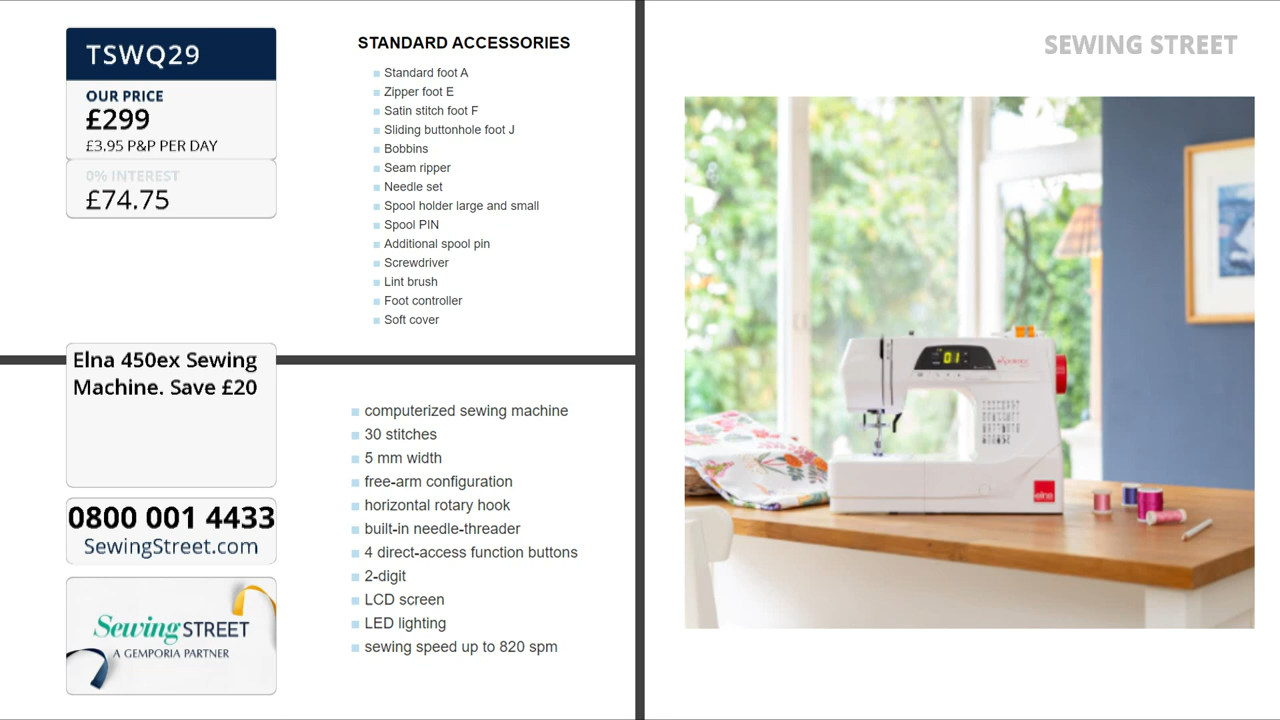 TSWQ29
OUR PRICE
£299
£3.95 P&P PER DAY
0% INTEREST
£74.75
Elna 450ex Sewing
Machine. Save £20
0800 001 4433
SewingStreet.com
Sewing STREET
A GEMPORIA PARTNER
STANDARD ACCESSORIES
Standard foot A
Zipper foot E
Satin stitch foot F
Sliding buttonhole foot J
Bobbins
Seam ripper
Needle set
Spool holder large and small
Spool PIN
Additional spool pin
Screwdriver
Lint brush
Foot controller
Soft cover
computerized sewing machine
30 stitches
5 mm width
free-arm configuration
horizontal rotary hook
built-in needle-threader
4 direct-access function buttons
2-digit
LCD screen
LED lighting
sewing speed up to 820 spm
SEWING STREET
01
elna